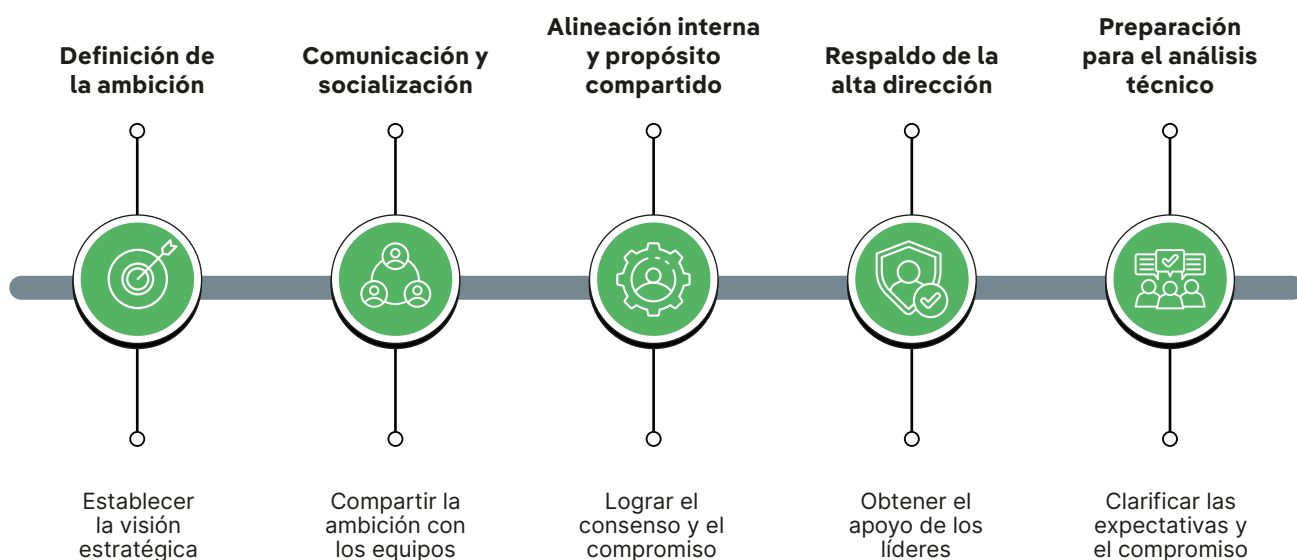 Definición de
la ambición
Comunicación y
socialización
Alineación interna
y propósito
compartido
Respaldo de la
alta dirección
Preparación
para el análisis
técnico
Establecer
la visión
estratégica
Compartir la
ambición con
los equipos
Lograr el
consenso y el
compromiso
Obtener el
apoyo de los
líderes
Clarificar las
expectativas y
el compromiso